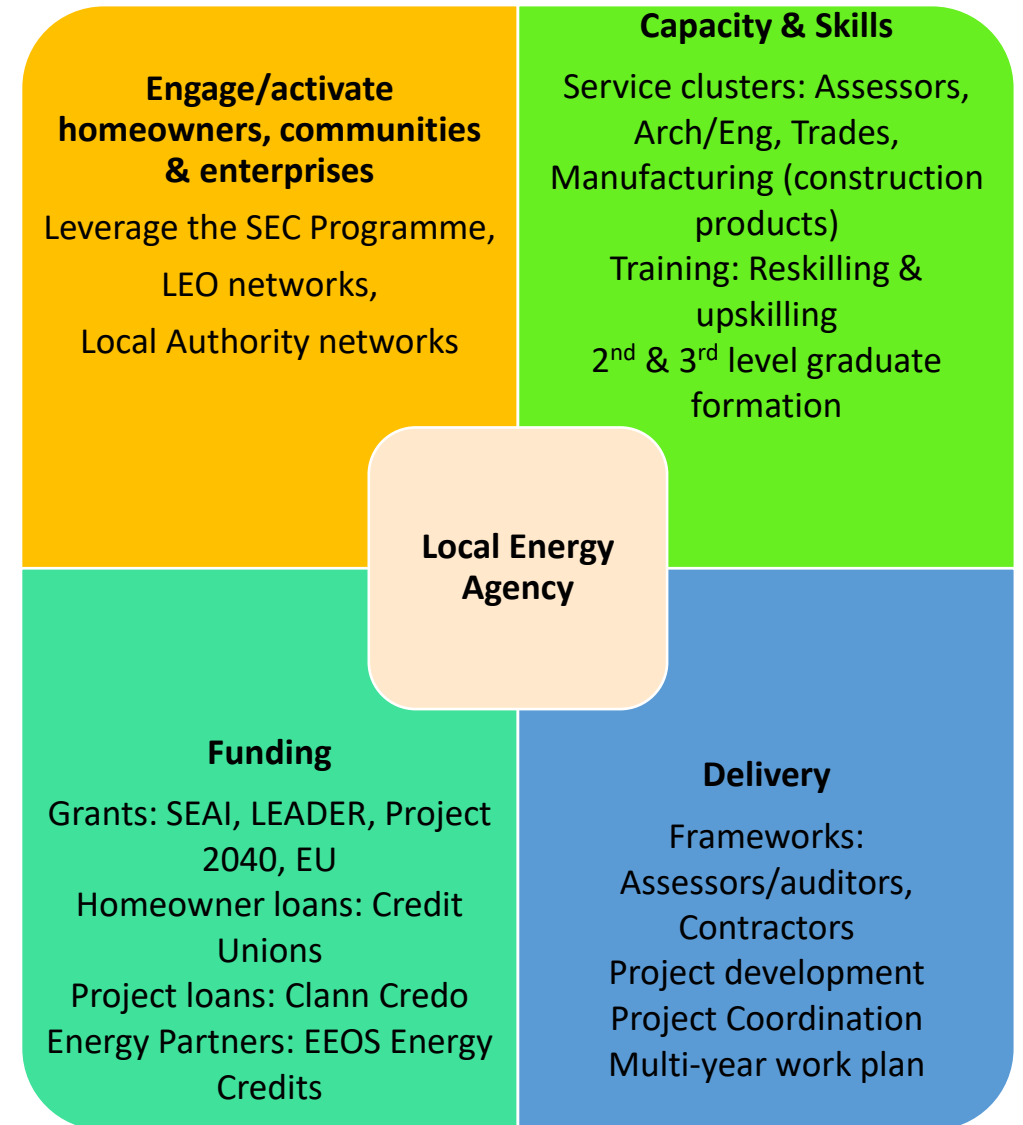 Engage/activate
homeowners, communities
& enterprises
Leverage the SEC Programme,
LEO networks,
Local Authority networks
Capacity & Skills
Service clusters: Assessors,
Arch/Eng, Trades,
Manufacturing (construction
products)
Training: Reskilling &
upskilling
2nd & 3rd level graduate
formation
Local Energy
Agency
Funding
Grants: SEAI, LEADER, Project
2040, EU
Homeowner loans: Credit
Unions
Project loans: Clann Credo
Energy Partners: EEOS Energy
Credits
Delivery
Frameworks:
Assessors/auditors,
Contractors
Project development
Project Coordination
Multi-year work plan